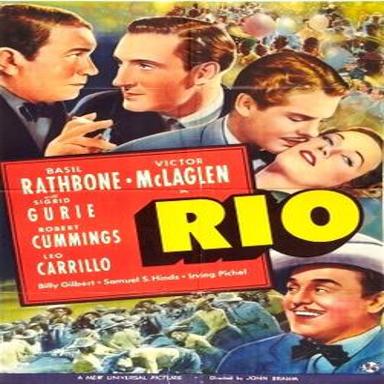 BASIL VICTOR
RATHBONE · McLAGLEN
in
SIGRID
GURIE
ROBERT
CUMMINGS
LEO
CARRILLO
Billy Gilbert · Samuel S. Hinds · Irving Pichel
RIO
A NEW UNIVERSAL PICTURE
Directed by JOHN BRAHM